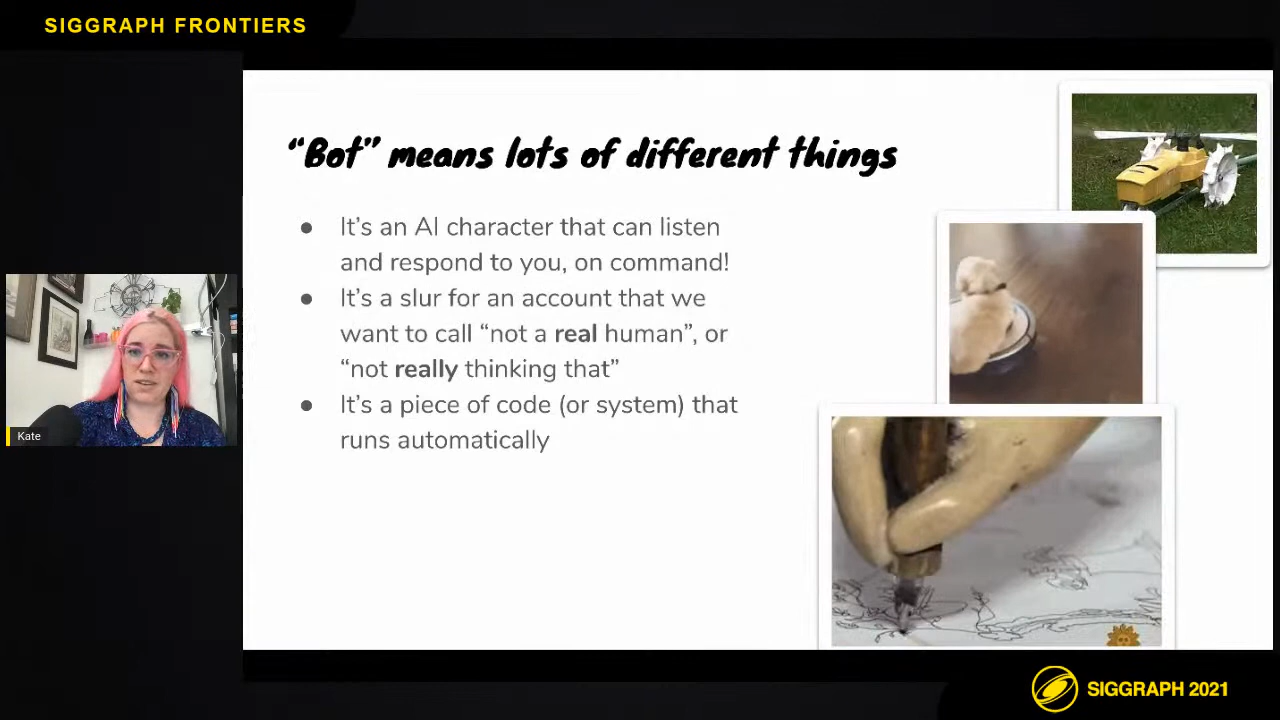 SIGGRAPH FRONTIERS
“Bot” means lots of different things
● It’s an AI character that can listen
and respond to you, on command!
● It’s a slur for an account that we
want to call “not a real human”, or
“not really thinking that”
● It’s a piece of code (or system) that
runs automatically
Kate
SIGGRAPH 2021